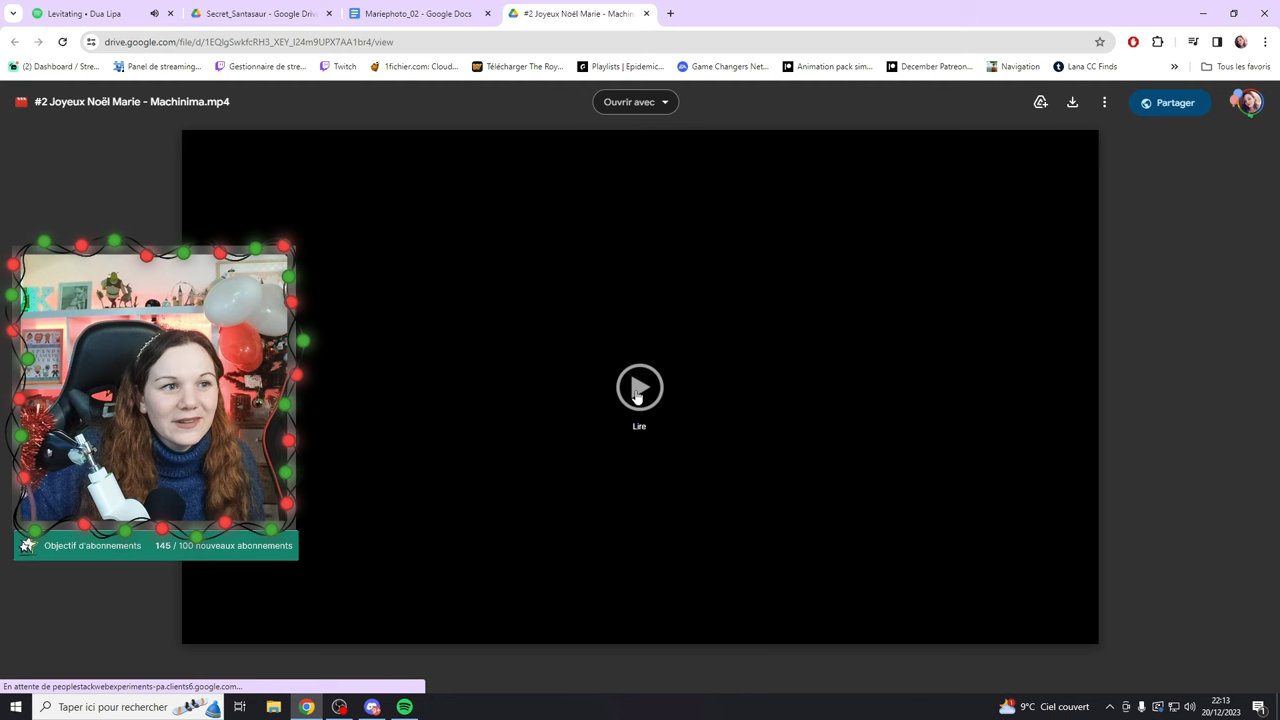 Levitating • Dua Lipa
Secret_Santasaur - Google Driv
Mariephoto_02 - Google Docs
#2 Joyeux Noël Marie - Machinim
drive.google.com/file/d/1EQlgSwkfcRH3_XEY_l24m9UPX7AA1br4/view
(2) Dashboard / Stre...
Panel de streaming...
Gestionnaire de stre...
Twitch
1fichier.com: Cloud...
Télécharger The Roy...
Playlists | Epidemic...
Game Changers Net...
Animation pack sim...
December Patreon...
Navigation
Lana CC Finds
»
Tous les favoris
#2 Joyeux Noël Marie - Machinima.mp4
Ouvrir avec
Partager
Lire
Objectif d'abonnements 145 / 100 nouveaux abonnements
En attente de peoplestackwebexperiments-pa.clients6.google.com...
Taper ici pour rechercher
9°C Ciel couvert
22:13
20/12/2023